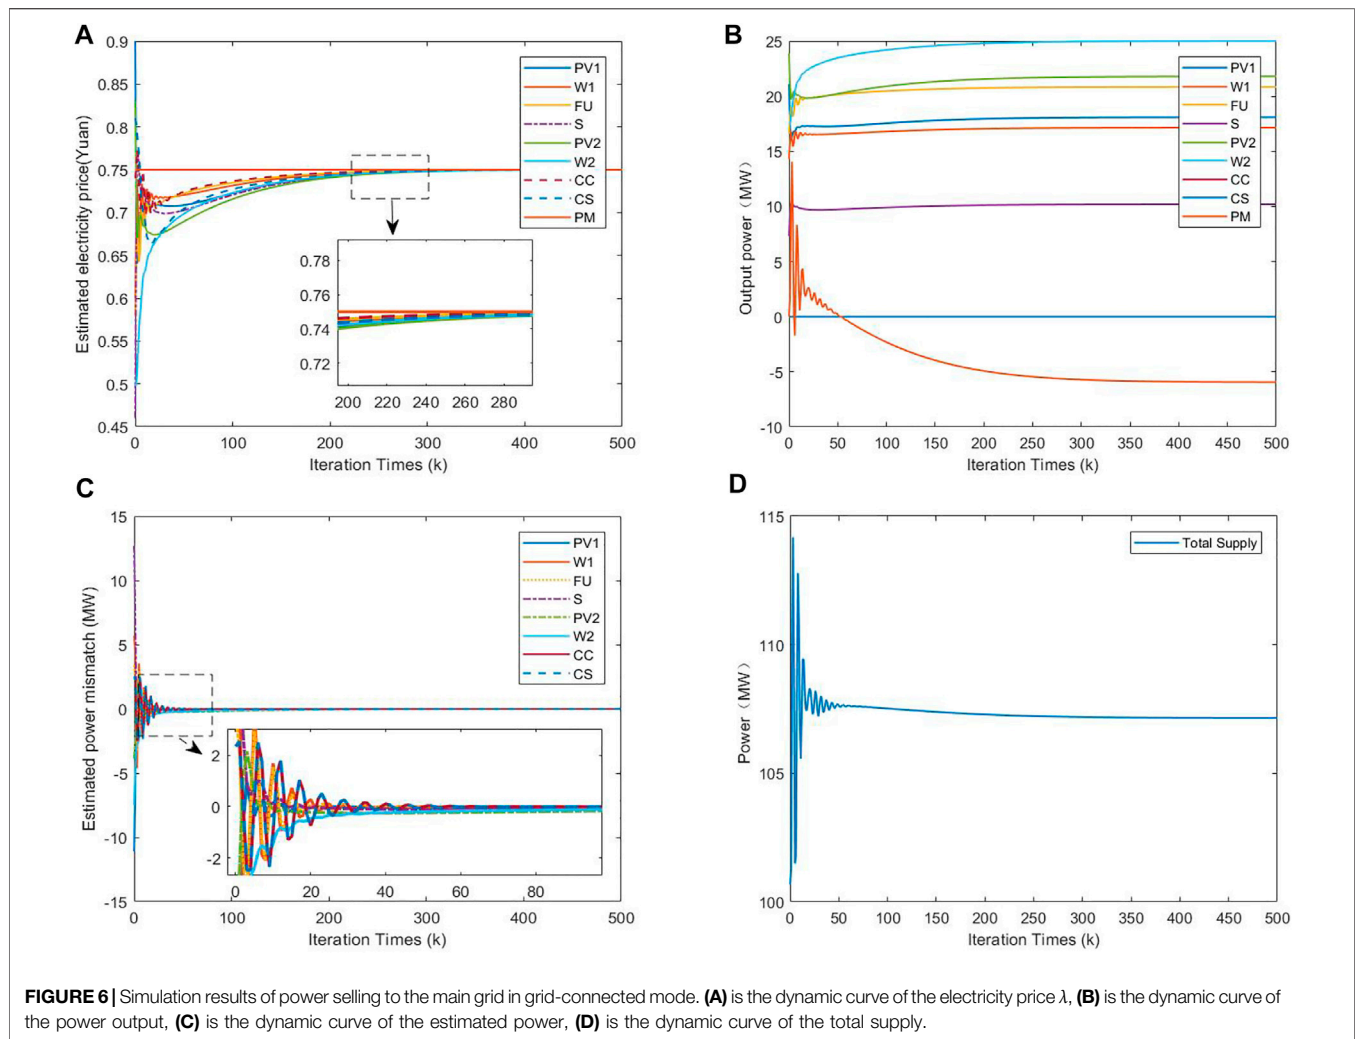 A
0.9
0.85
0.8
0.75
0.7
0.65
0.6
0.55
0.5
0.45
Estimated electricity price(Yuan)
PV1
W1
FU
S
PV2
W2
CC
CS
PM
0.78
0.76
0.74
0.72
200 220 240 260 280
0 100 200 300 400 500
Iteration Times (k)
B
25
20
15
10
5
0
-5
-10
Output power（MW）
PV1
W1
FU
S
PV2
W2
CC
CS
PM
0 50 100 150 200 250 300 350 400 450 500
Iteration Times (k)
C
15
10
5
0
-5
-10
-15
Estimated power mismatch (MW)
PV1
W1
FU
S
PV2
W2
CC
CS
2
0
-2
0 20 40 60 80
0 100 200 300 400 500
Iteration Times (k)
D
115
110
105
100
Power（MW）
Total Supply
0 50 100 150 200 250 300 350 400 450 500
Iteration Times (k)
FIGURE 6 | Simulation results of power selling to the main grid in grid-connected mode. (A) is the dynamic curve of the electricity price λ, (B) is the dynamic curve of
the power output, (C) is the dynamic curve of the estimated power, (D) is the dynamic curve of the total supply.